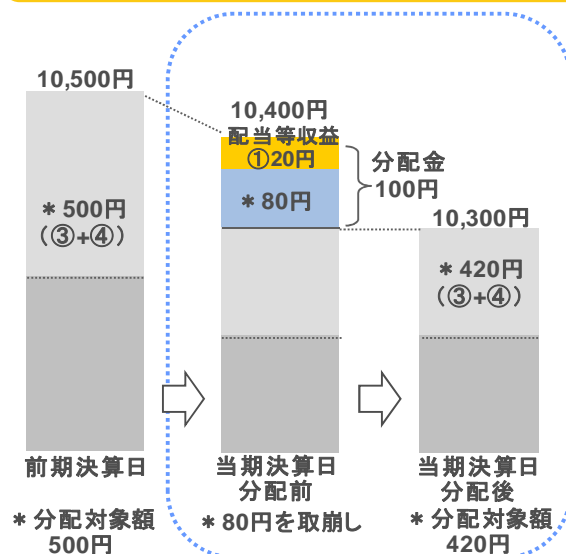 10,500円
＊500円
（③+④）
前期決算日
＊分配対象額
500円
10,400円
配当等収益
①20円
＊80円
分配金
100円
当期決算日
分配前
＊80円を取崩し
10,300円
＊420円
（③+④）
当期決算日
分配後
＊分配対象額
420円